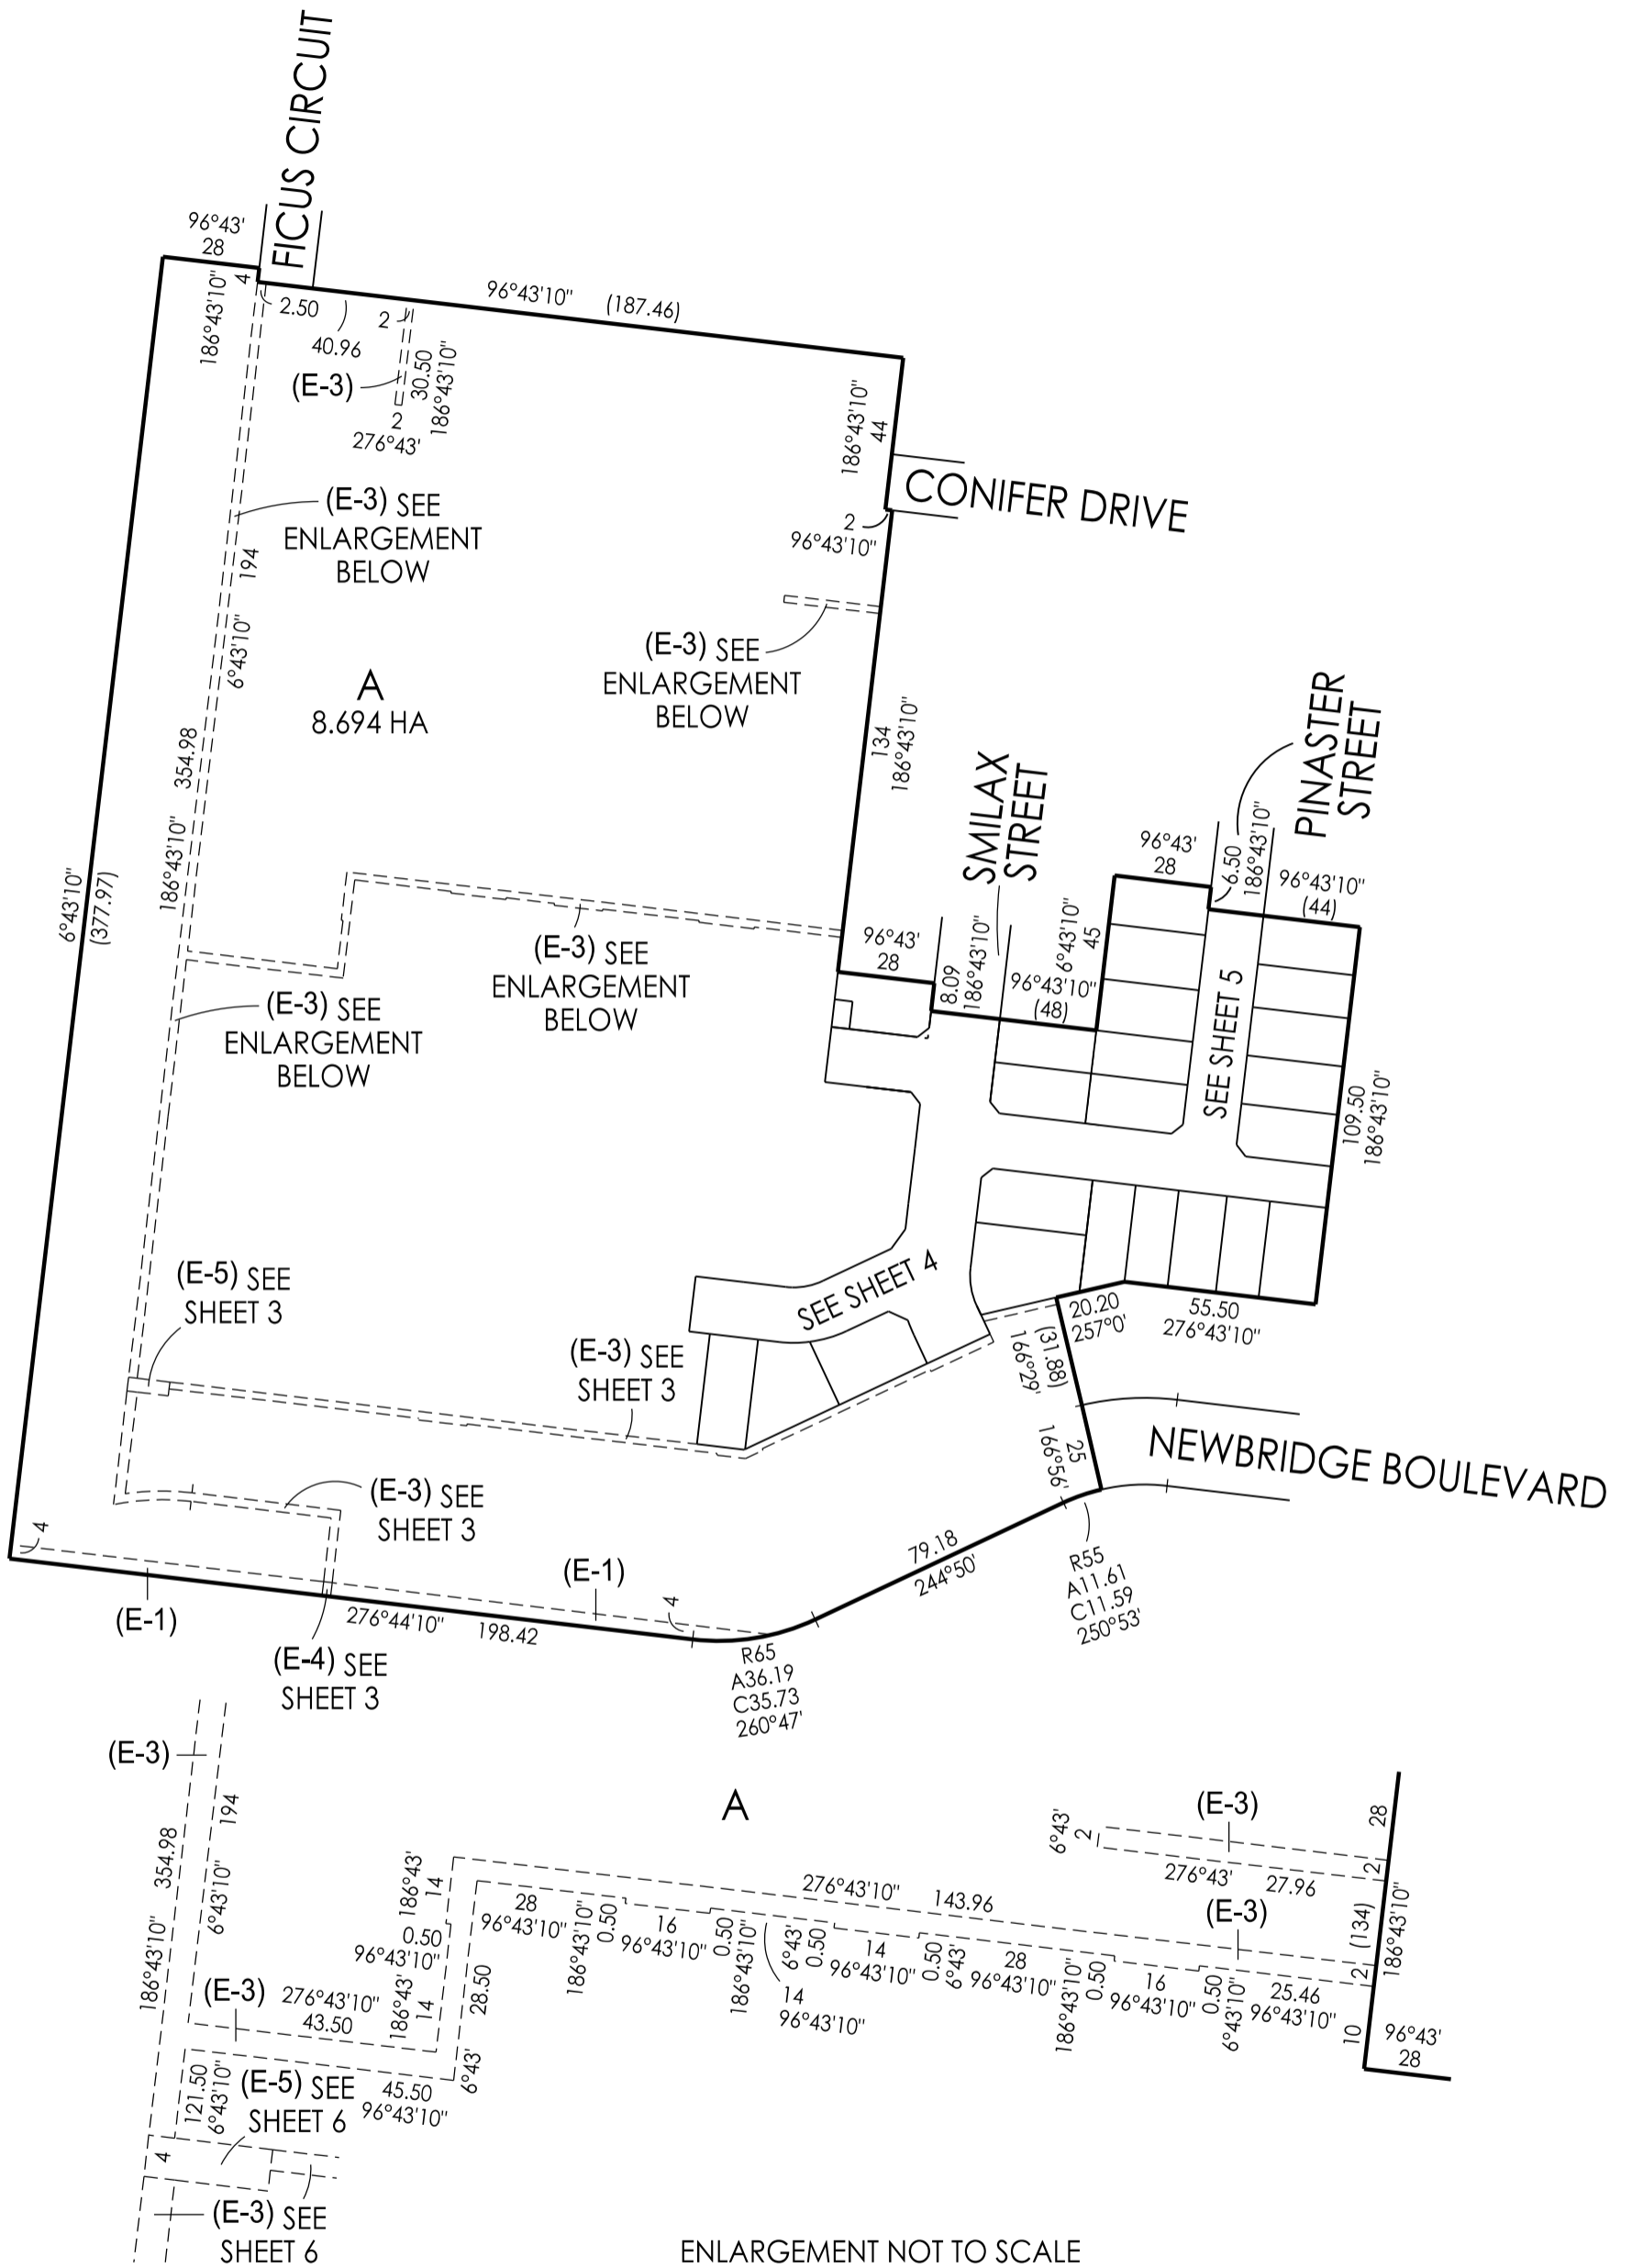 FICUS CIRCUIT
96°43'
28
4
186°43'10"
2.50
40.96
2
96°43'10" (187.46)
(E-3)
30.50
186°43'10"
2
276°43'
186°43'10"
44
CONIFER DRIVE
2
96°43'10"
(E-3) SEE
ENLARGEMENT
BELOW
194
6°43'10"
(E-3) SEE
ENLARGEMENT
BELOW
A
8.694 HA
134
186°43'10"
354.98
186°43'10"
6°43'10"
(377.97)
SMILAX
STREET
PINASTER
STREET
96°43'
28
6.50
186°43'10"
96°43'10"
(44)
96°43'
28
8.09
186°43'10"
6°43'10"
45
96°43'10"
(48)
(E-3) SEE
ENLARGEMENT
BELOW
(E-3) SEE
ENLARGEMENT
BELOW
SEE SHEET 5
109.50
186°43'10"
(E-5) SEE
SHEET 3
SEE SHEET 4
(E-3) SEE
SHEET 3
20.20
257°0'
55.50
276°43'10"
(31.88)
166°29'
25
166°56'
NEWBRIDGE BOULEVARD
(E-3) SEE
SHEET 3
4
(E-1)
(E-1)
4
276°44'10" 198.42
(E-4) SEE
SHEET 3
79.18
244°50'
R55
A11.61
C11.59
250°53'
R65
A36.19
C35.73
260°47'
(E-3)
194
6°43'10"
354.98
186°43'10"
A
(E-3)
6°43'
2
28
2
276°43' 27.96
(E-3)
(134)
186°43'10"
186°43'
14
0.50
96°43'10"
186°43'
14
276°43'10" 143.96
28
96°43'10"
186°43'10"
0.50
16
96°43'10"
0.50
186°43'10"
14
96°43'10"
6°43'
0.50
14
96°43'10"
0.50
6°43'
28
96°43'10"
186°43'10"
0.50
16
96°43'10"
0.50
6°43'10"
25.46
96°43'10"
2
10
96°43'
28
(E-3)
276°43'10"
43.50
28.50
6°43'
45.50
96°43'10"
121.50
6°43'10"
(E-5) SEE
SHEET 6
4
(E-3) SEE
SHEET 6
ENLARGEMENT NOT TO SCALE